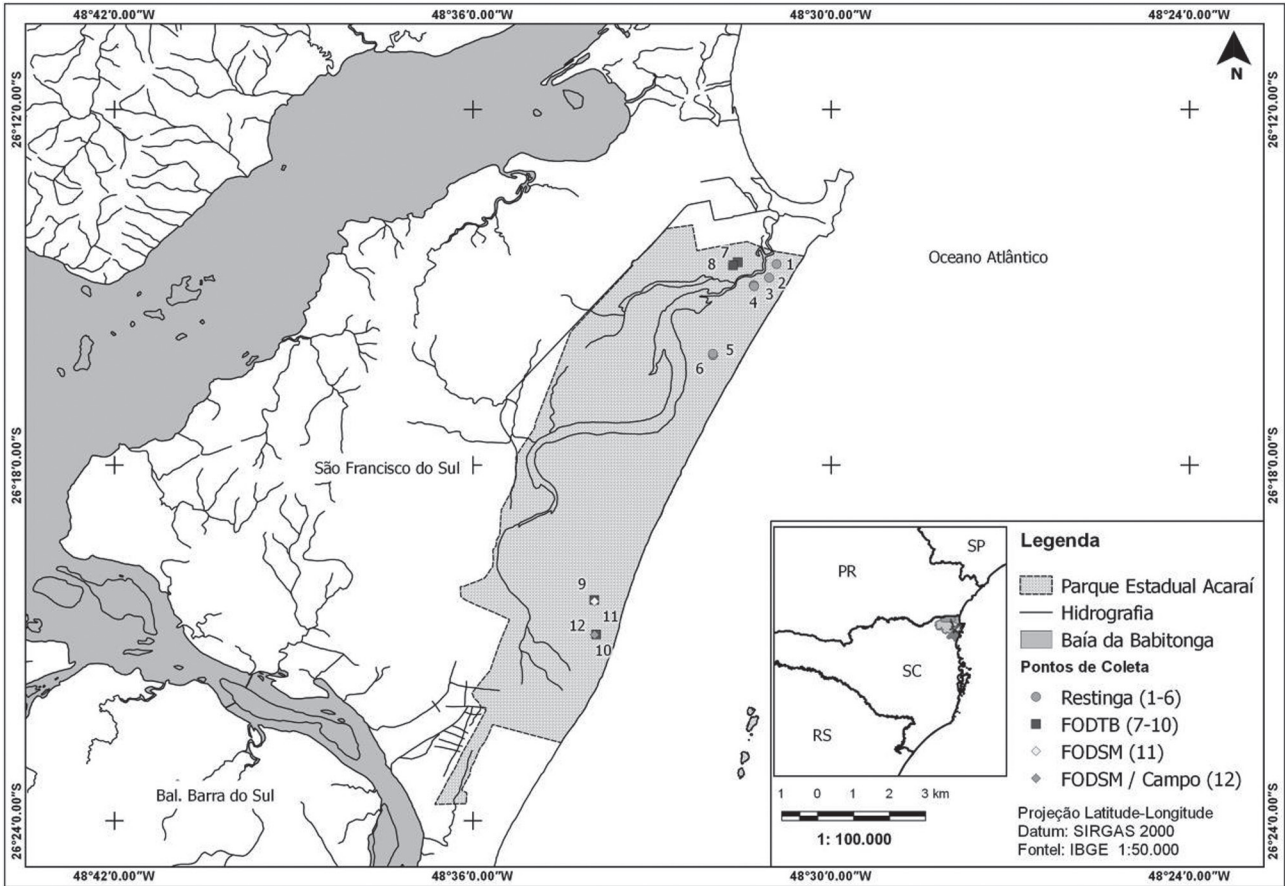 48°42'0.00"W
48°36'0.00"W
48°30'0.00"W
48°24'0.00"W
26°12'0.00"S
26°12'0.00"S
N
Oceano Atlântico
7
8
1
2
3
4
5
6
26°18'0.00"S
26°18'0.00"S
São Francisco do Sul
9
11
12
10
Bal. Barra do Sul
26°24'0.00"S
26°24'0.00"S
PR
SP
SC
RS
Legenda
Parque Estadual Acaraí
Hidrografia
Baía da Babitonga
Pontos de Coleta
Restinga (1-6)
FODTB (7-10)
FODSM (11)
FODSM / Campo (12)
1 0 1 2 3 km
1: 100.000
Projeção Latitude-Longitude
Datum: SIRGAS 2000
Fontel: IBGE 1:50.000
48°42'0.00"W
48°36'0.00"W
48°30'0.00"W
48°24'0.00"W